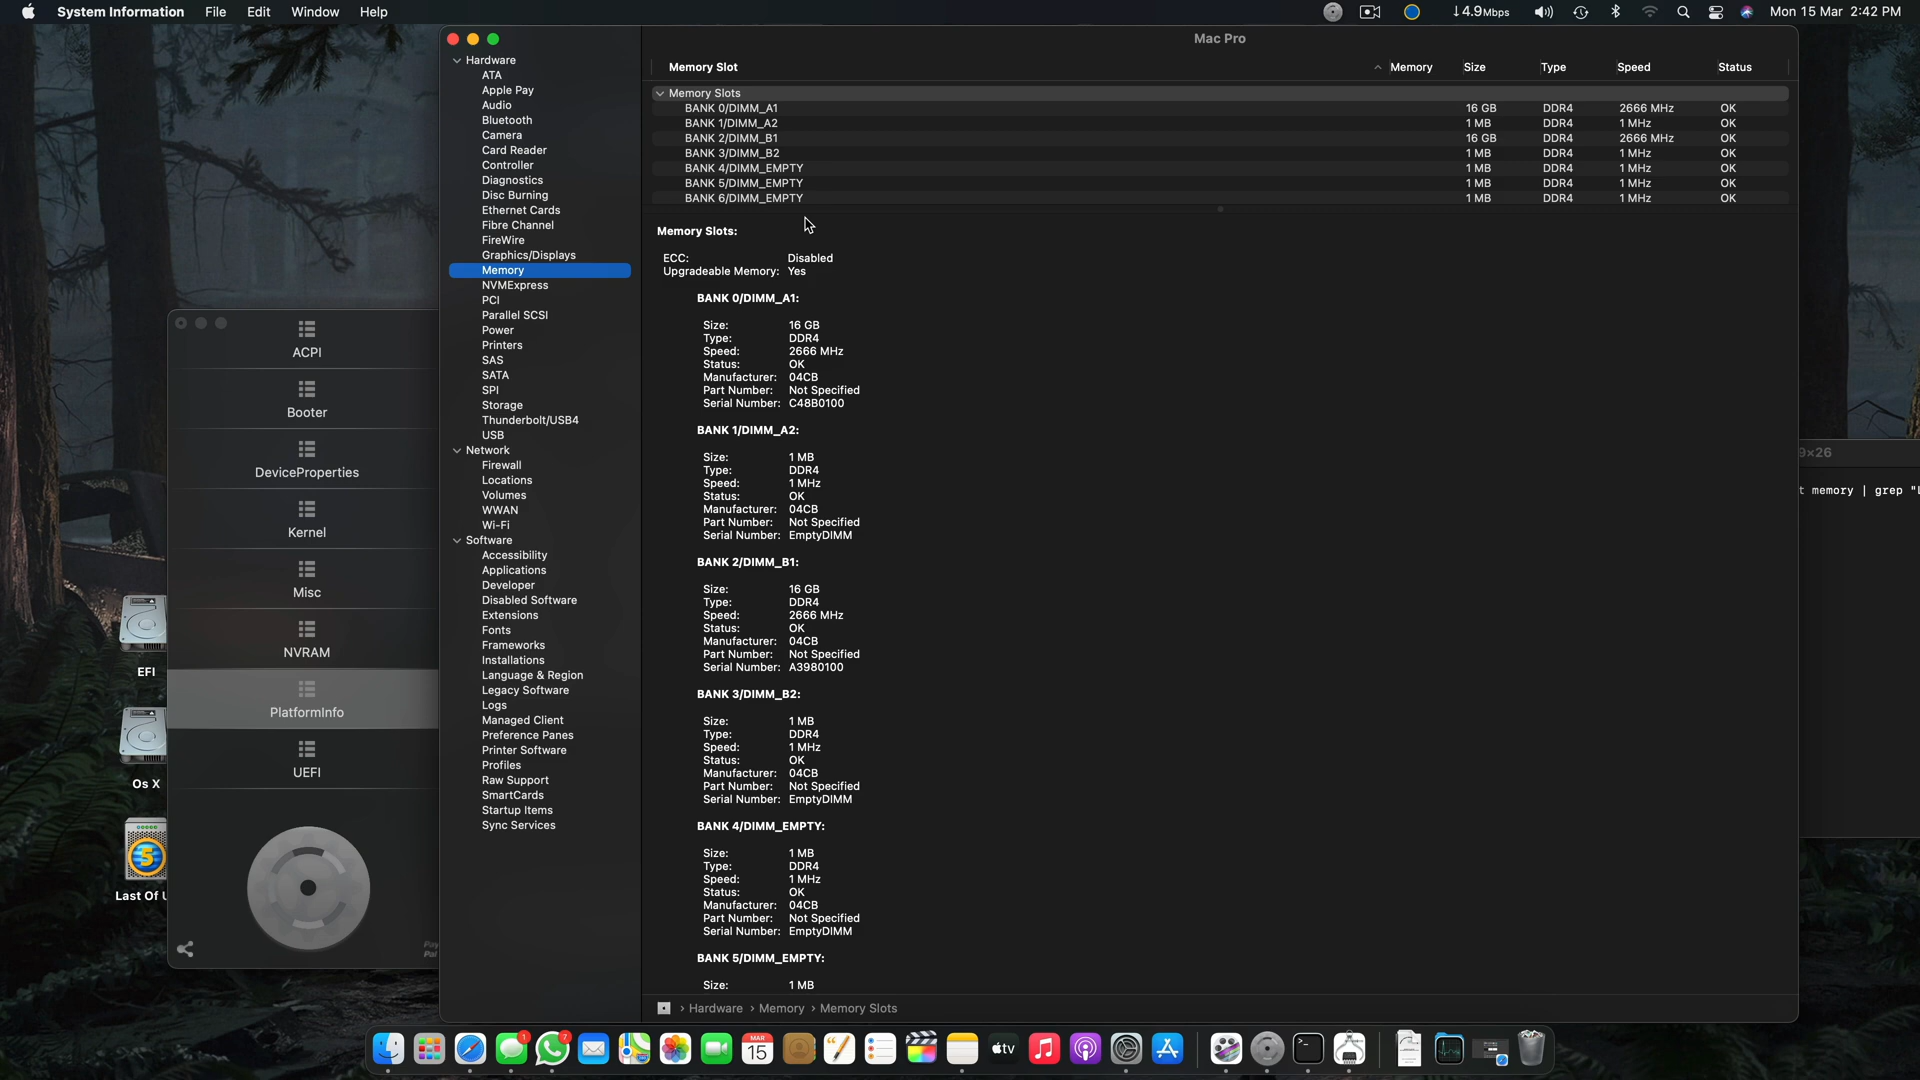 System Information File Edit Window Help
↓4.9Mbps Mon 15 Mar 2:42 PM
Mac Pro
Hardware
ATA
Apple Pay
Audio
Bluetooth
Camera
Card Reader
Controller
Diagnostics
Disc Burning
Ethernet Cards
Fibre Channel
FireWire
Graphics/Displays
Memory
NVMExpress
PCI
Parallel SCSI
Power
Printers
SAS
SATA
SPI
Storage
Thunderbolt/USB4
USB
Network
Firewall
Locations
Volumes
WWAN
Wi-Fi
Software
Accessibility
Applications
Developer
Disabled Software
Extensions
Fonts
Frameworks
Installations
Language & Region
Legacy Software
Logs
Managed Client
Preference Panes
Printer Software
Profiles
Raw Support
SmartCards
Startup Items
Sync Services
Memory Slot Memory Size Type Speed Status
Memory Slots
BANK 0/DIMM_A1 16 GB DDR4 2666 MHz OK
BANK 1/DIMM_A2 1 MB DDR4 1 MHz OK
BANK 2/DIMM_B1 16 GB DDR4 2666 MHz OK
BANK 3/DIMM_B2 1 MB DDR4 1 MHz OK
BANK 4/DIMM_EMPTY 1 MB DDR4 1 MHz OK
BANK 5/DIMM_EMPTY 1 MB DDR4 1 MHz OK
BANK 6/DIMM_EMPTY 1 MB DDR4 1 MHz OK
Memory Slots:
ECC: Disabled
Upgradeable Memory: Yes
BANK 0/DIMM_A1:
Size: 16 GB
Type: DDR4
Speed: 2666 MHz
Status: OK
Manufacturer: 04CB
Part Number: Not Specified
Serial Number: C48B0100
BANK 1/DIMM_A2:
Size: 1 MB
Type: DDR4
Speed: 1 MHz
Status: OK
Manufacturer: 04CB
Part Number: Not Specified
Serial Number: EmptyDIMM
BANK 2/DIMM_B1:
Size: 16 GB
Type: DDR4
Speed: 2666 MHz
Status: OK
Manufacturer: 04CB
Part Number: Not Specified
Serial Number: A3980100
BANK 3/DIMM_B2:
Size: 1 MB
Type: DDR4
Speed: 1 MHz
Status: OK
Manufacturer: 04CB
Part Number: Not Specified
Serial Number: EmptyDIMM
BANK 4/DIMM_EMPTY:
Size: 1 MB
Type: DDR4
Speed: 1 MHz
Status: OK
Manufacturer: 04CB
Part Number: Not Specified
Serial Number: EmptyDIMM
BANK 5/DIMM_EMPTY:
Size: 1 MB
Hardware › Memory › Memory Slots
ACPI
Booter
DeviceProperties
Kernel
Misc
NVRAM
PlatformInfo
UEFI
Pay
Pal
EFI
Os X
5
Last Of U
9×26
t memory | grep "L
1
7
MAR
15
tv